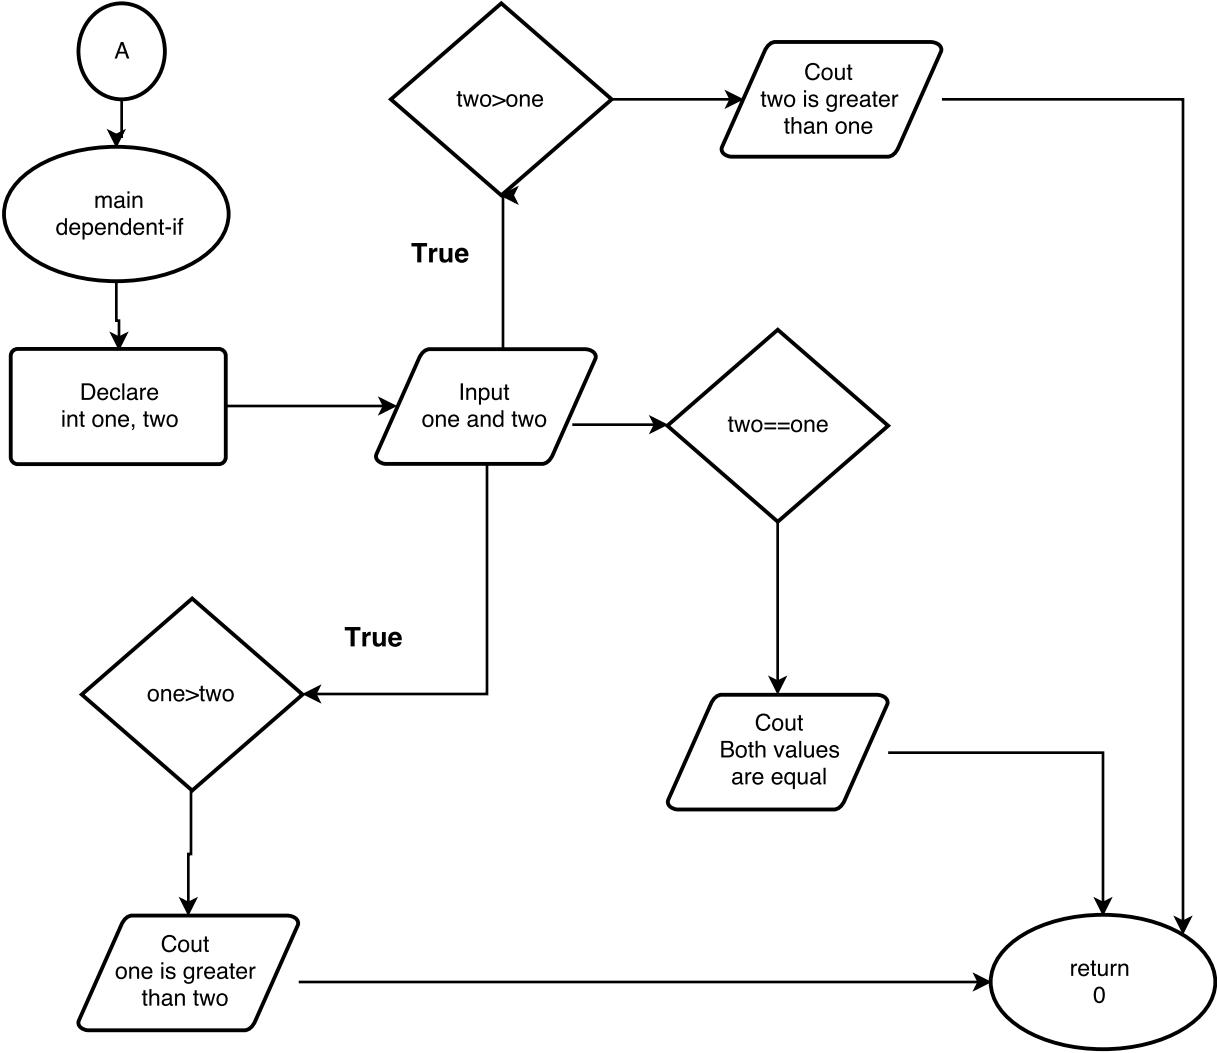 A
main
dependent-if
Declare
int one, two
Input
one and two
True
two>one
Cout
two is greater
than one
two==one
Cout
Both values
are equal
True
one>two
Cout
one is greater
than two
return
0